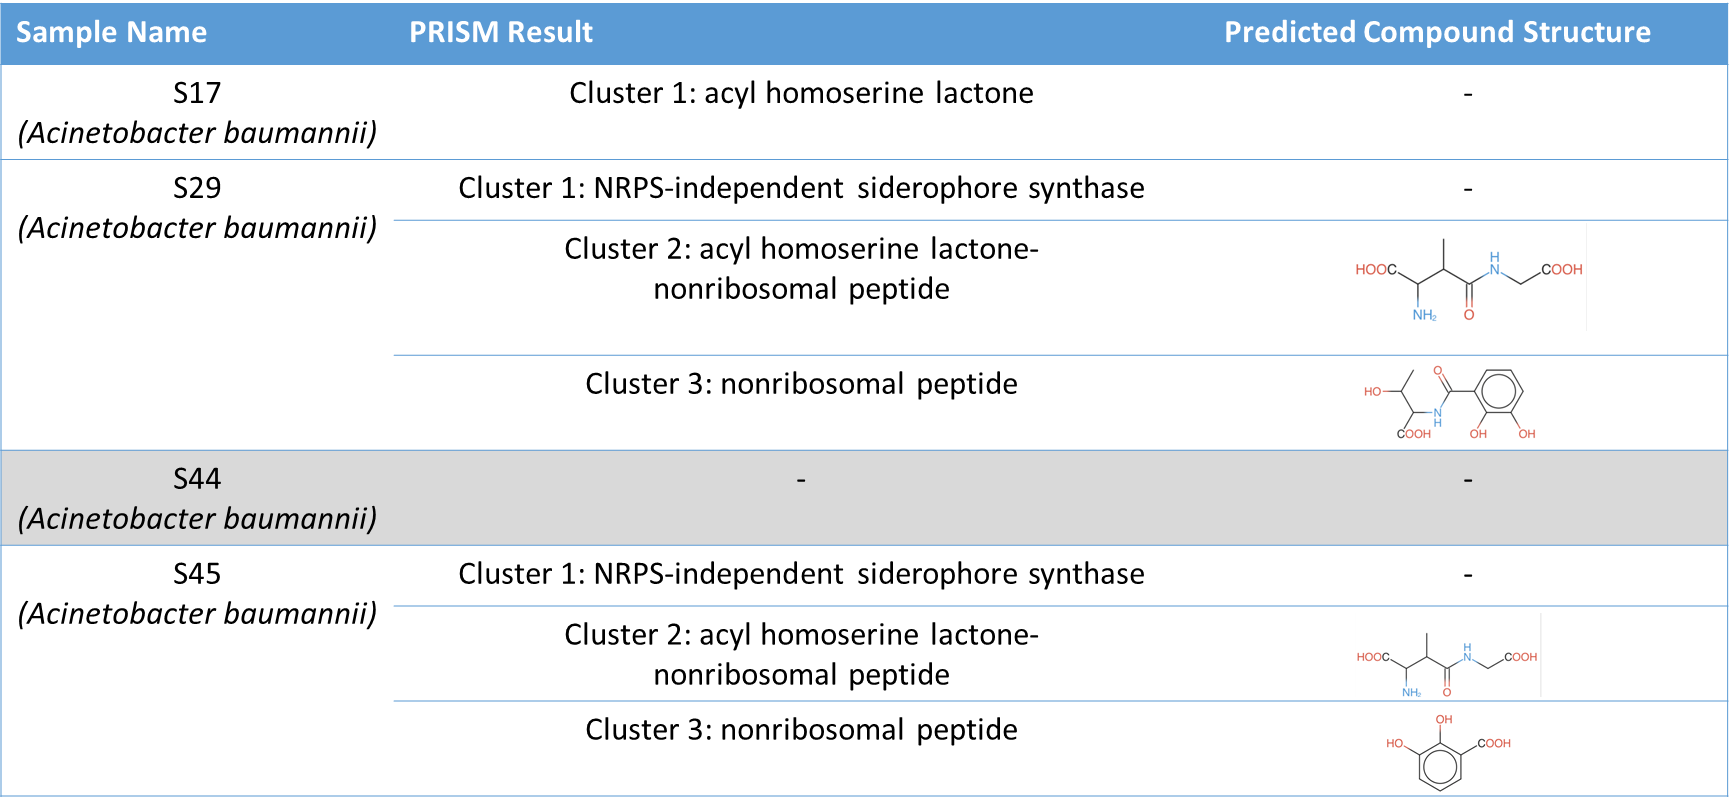 Sample Name PRISM Result Predicted Compound Structure
S17 Cluster 1: acyl homoserine lactone -
(Acinetobacter baumannii)
S29 Cluster 1: NRPS-independent siderophore synthase -
(Acinetobacter baumannii)
Cluster 2: acyl homoserine lactone-
nonribosomal peptide
HOOC H N COOH
NH₂ O
Cluster 3: nonribosomal peptide
HO O N H
COOH OH OH
S44 - -
(Acinetobacter baumannii)
S45 Cluster 1: NRPS-independent siderophore synthase -
(Acinetobacter baumannii)
Cluster 2: acyl homoserine lactone-
nonribosomal peptide
HOOC H N COOH
NH₂ O
Cluster 3: nonribosomal peptide
OH
HO COOH